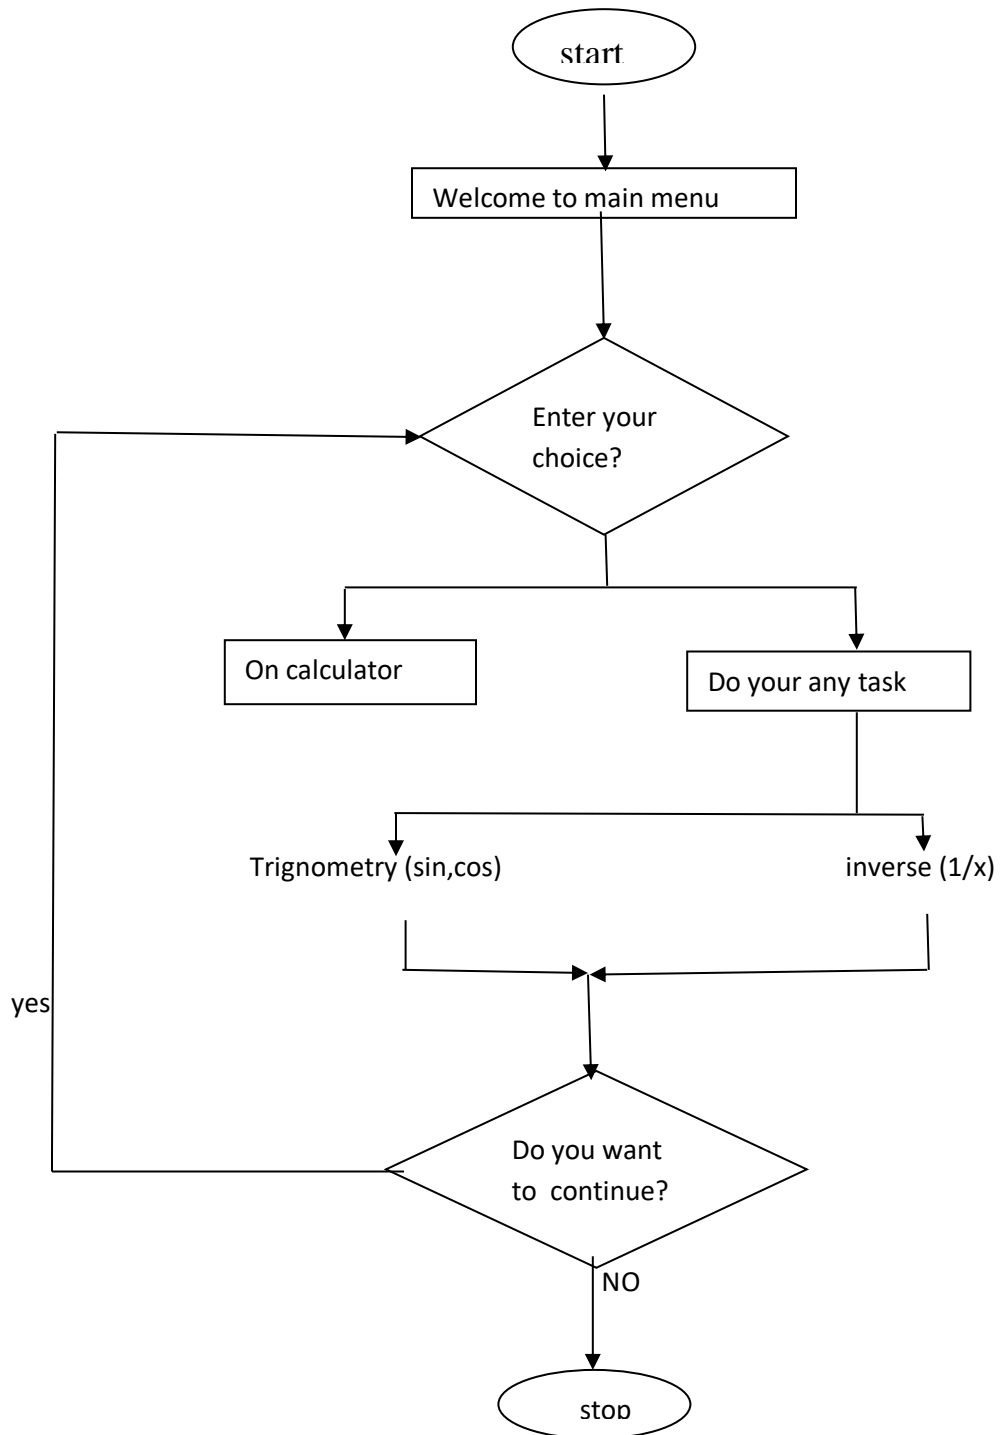 start
Welcome to main menu
Enter your
choice?
On calculator
Do your any task
Trignometry (sin,cos)
inverse (1/x)
yes
Do you want
to continue?
NO
stop